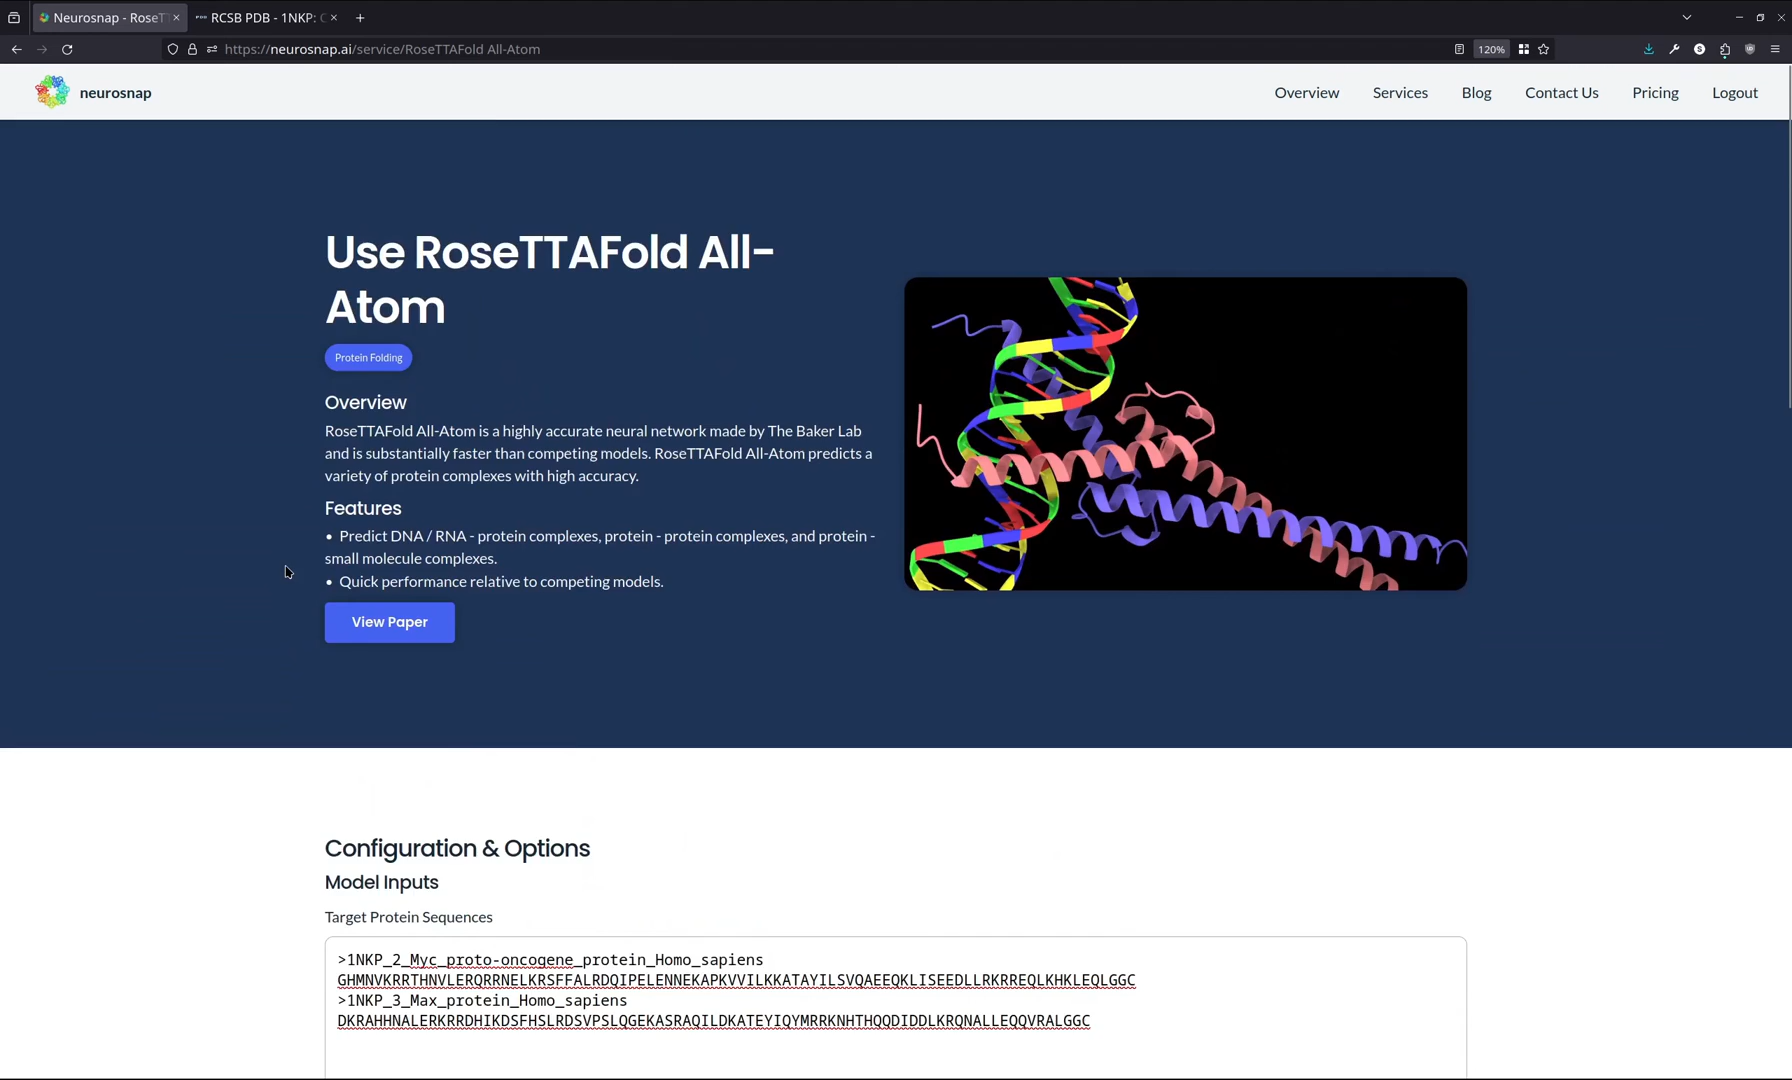 Neurosnap - RoseT
RCSB PDB - 1NKP: C
https://neurosnap.ai/service/RoseTTAFold All-Atom
120%
neurosnap
Overview
Services
Blog
Contact Us
Pricing
Logout
Use RoseTTAFold All-
Atom
Protein Folding
Overview
RoseTTAFold All-Atom is a highly accurate neural network made by The Baker Lab
and is substantially faster than competing models. RoseTTAFold All-Atom predicts a
variety of protein complexes with high accuracy.
Features
• Predict DNA / RNA - protein complexes, protein - protein complexes, and protein -
small molecule complexes.
• Quick performance relative to competing models.
View Paper
Configuration & Options
Model Inputs
Target Protein Sequences
>1NKP_2_Myc_proto-oncogene_protein_Homo_sapiens
GHMNVKRRTHNVLERQRRNELKRSFFALRDQIPELENNEKAPKVVILKKATAYILSVQAEEQKLISEEDLLRKRREQLKHKLEQLGGC
>1NKP_3_Max_protein_Homo_sapiens
DKRAHHNALERKRRDHIKDSFHSLRDSVPSLQGEKASRAQILDKATEYIQYMRRKNHTHQQDIDDLKRQNALLEQQVRALGGC